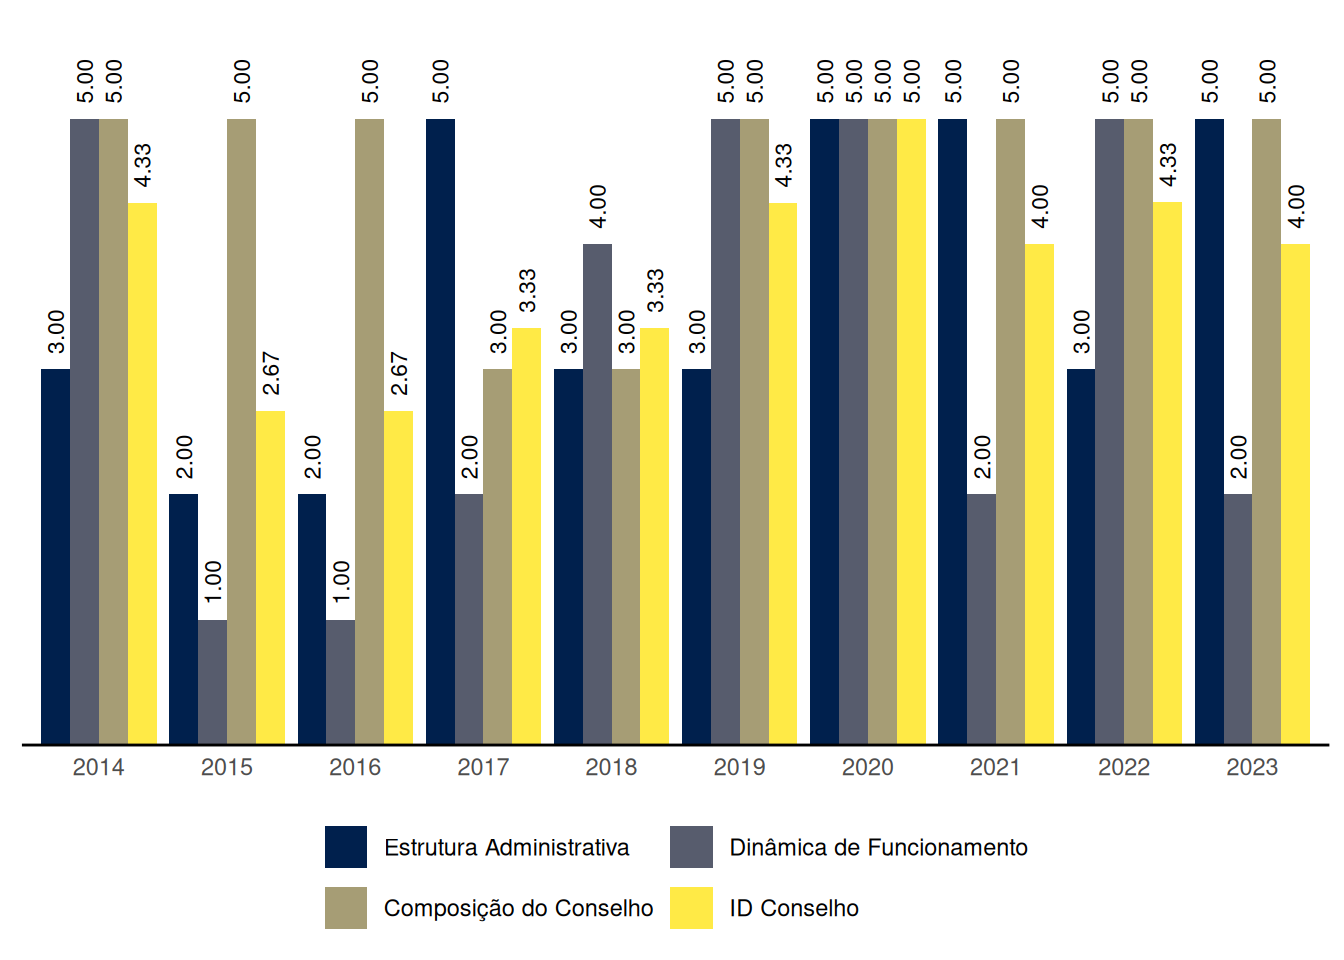 5.00 5.00 5.00 5.00 5.00 5.00 5.00 5.00 5.00 5.00 5.00 5.00 5.00 5.00 5.00 5.00 5.00
4.33 4.33 4.33
4.00 4.00 4.00
3.00 3.00 3.33 3.00 3.00 3.33 3.00 3.00
2.67 2.67
2.00 2.00 2.00 2.00 2.00
1.00 1.00
2014 2015 2016 2017 2018 2019 2020 2021 2022 2023
Estrutura Administrativa Dinâmica de Funcionamento
Composição do Conselho ID Conselho